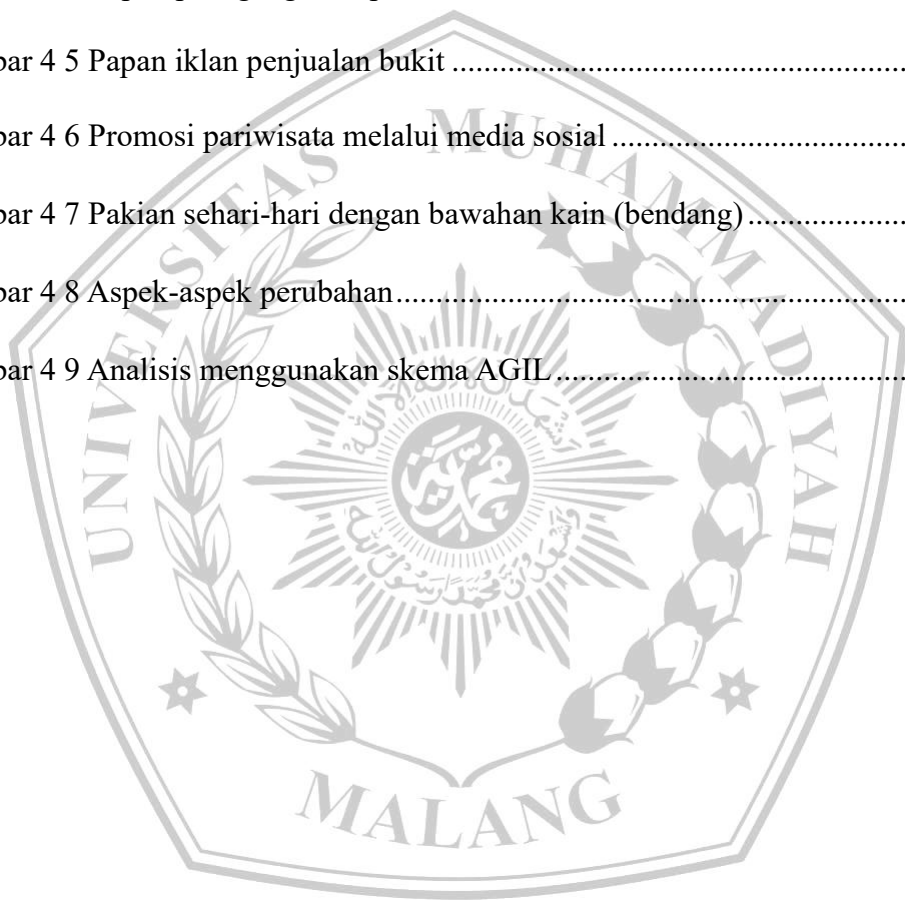 bar 4 5 Papan iklan penjualan bukit ..........................................................
bar 4 6 Promosi pariwisata melalui media sosial .....................................
bar 4 7 Pakian sehari-hari dengan bawahan kain (bendang) ...................
bar 4 8 Aspek-aspek perubahan .................................................................
bar 4 9 Analisis menggunakan skema AGIL .............................................
UNIVERSITAS MUHAMMADIYAH
MALANG